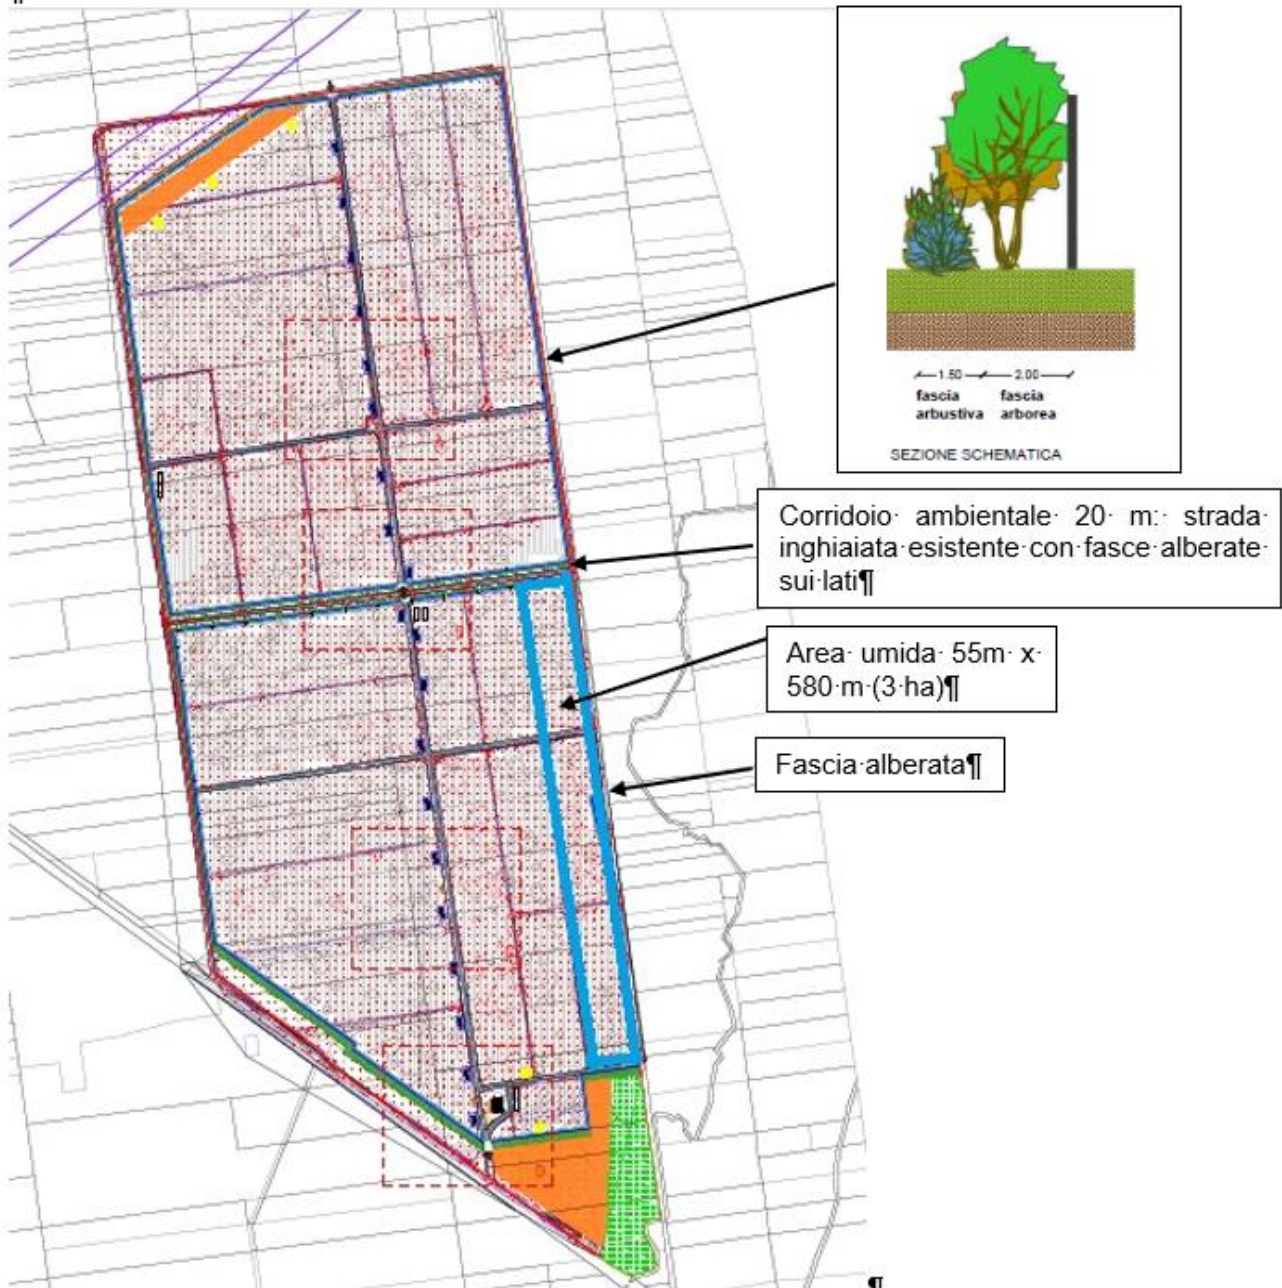 ¶
1.50 2.00
fascia fascia
arbustiva arborea
SEZIONE SCHEMATICA
Corridoio· ambientale· 20· m:· strada·
inghiaiata·esistente·con·fasce·alberate·
sui·lati¶
Area· umida· 55m· x·
580·m·(3·ha)¶
Fascia·alberata¶
¶